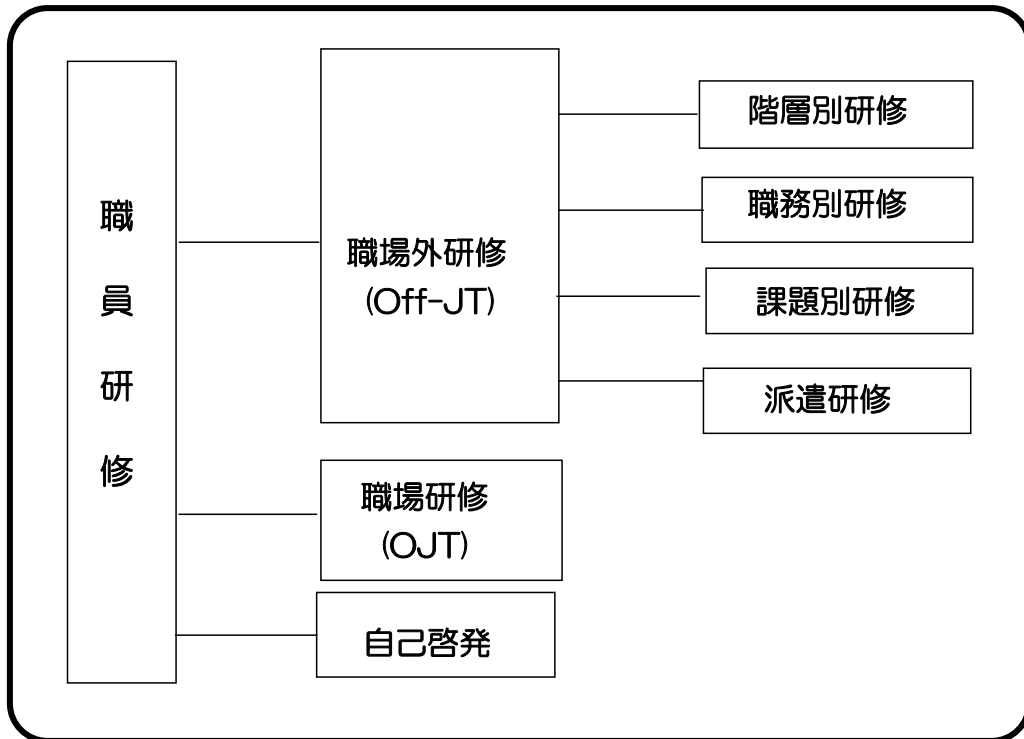 職員研修
職場外研修
(Off-JT)
階層別研修
職務別研修
課題別研修
派遣研修
職場研修
(OJT)
自己啓発